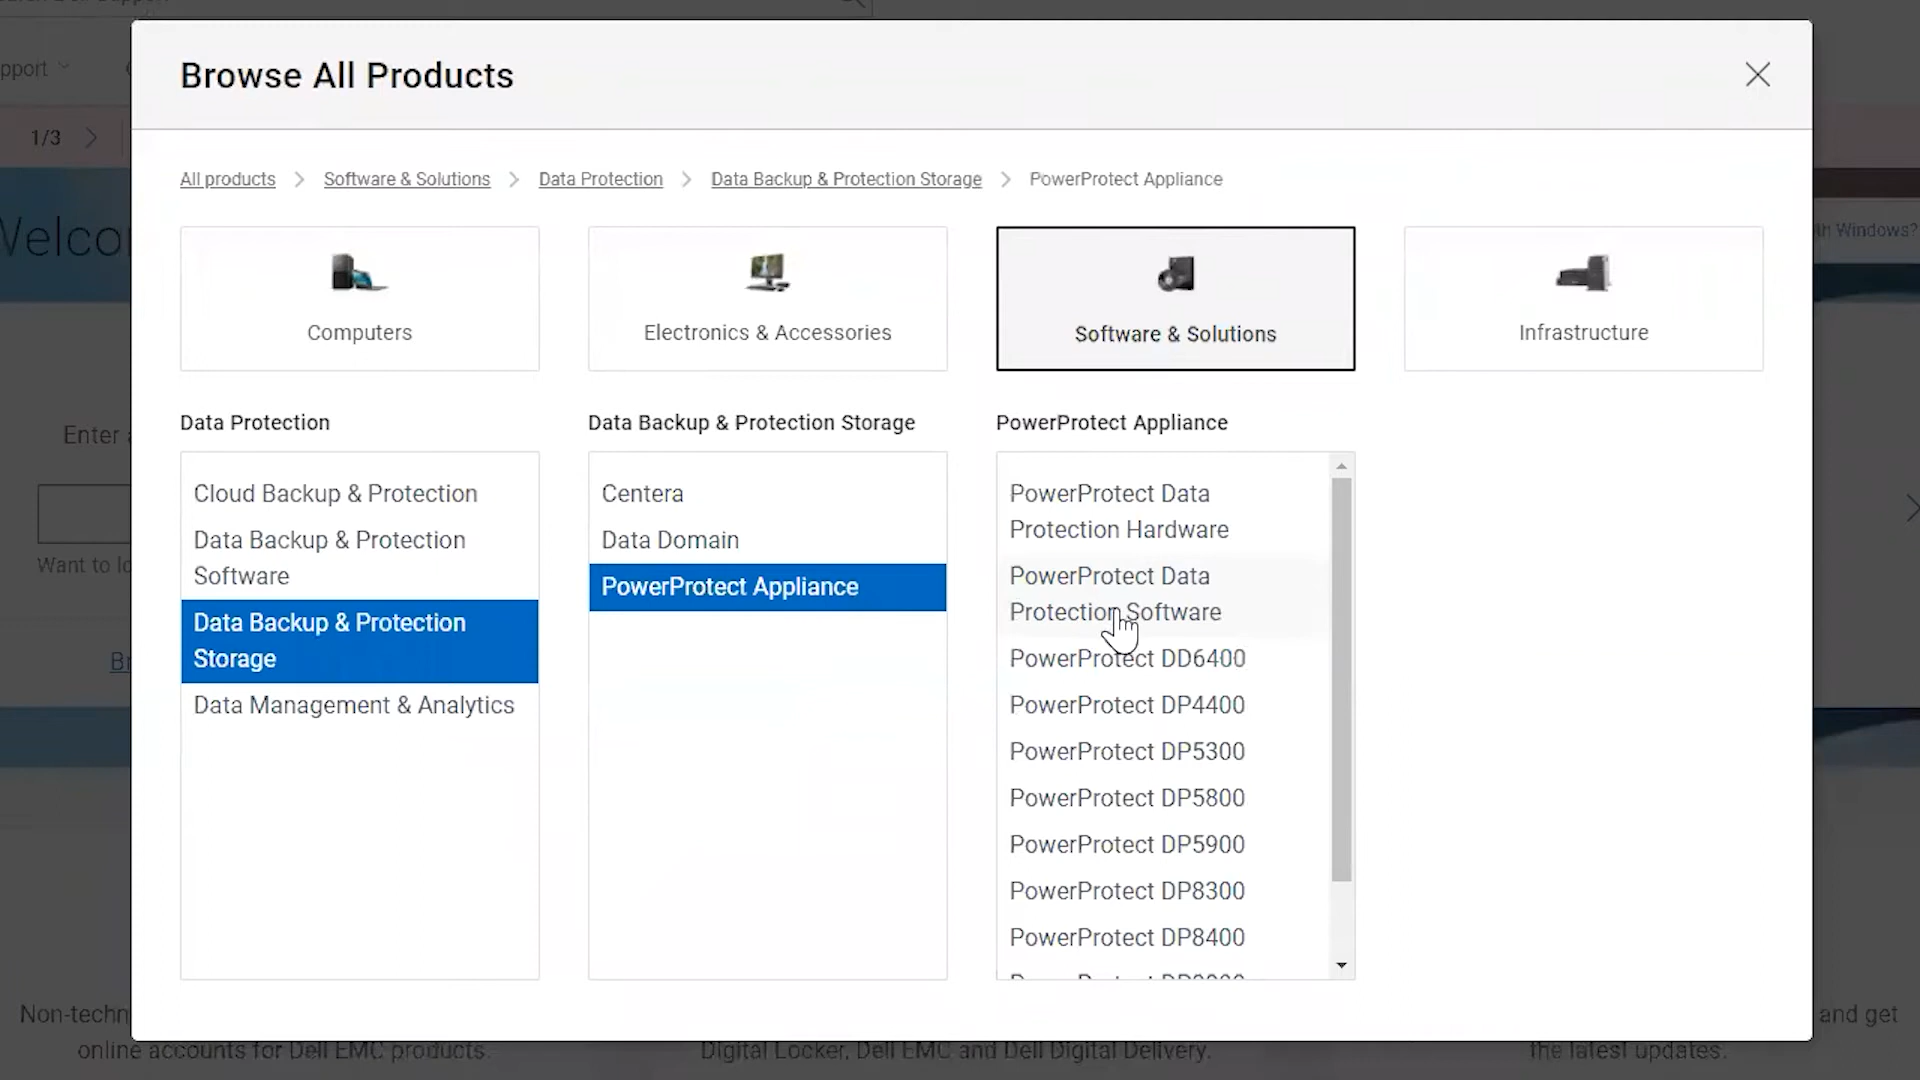 pport
1/3
Welco
Enter
Want to lo
Br
Browse All Products
All products > Software & Solutions > Data Protection > Data Backup & Protection Storage > PowerProtect Appliance
Computers
Electronics & Accessories
Software & Solutions
Infrastructure
Data Protection
Cloud Backup & Protection
Data Backup & Protection
Software
Data Backup & Protection
Storage
Data Management & Analytics
Data Backup & Protection Storage
Centera
Data Domain
PowerProtect Appliance
PowerProtect Appliance
PowerProtect Data
Protection Hardware
PowerProtect Data
Protection Software
PowerProtect DD6400
PowerProtect DP4400
PowerProtect DP5300
PowerProtect DP5800
PowerProtect DP5900
PowerProtect DP8300
PowerProtect DP8400
th Windows?
Non-techn
online accounts for Dell EMC products.
Digital Locker, Dell EMC and Dell Digital Delivery.
and get
the latest updates.